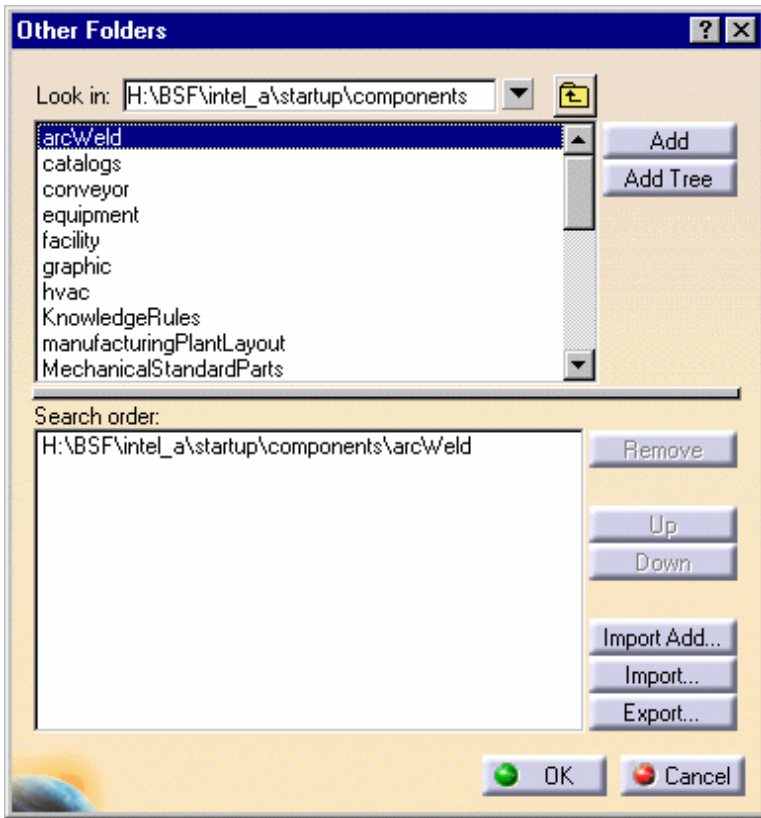 Other Folders
?
Look in: H:\BSF\intel_a\startup\components
arcWeld
Add
catalogs
Add Tree
conveyor
equipment
facility
graphic
hvac
KnowledgeRules
manufacturingPlantLayout
MechanicalStandardParts
Search order:
H:\BSF\intel_a\startup\components\arcWeld
Remove
Up
Down
Import Add...
Import...
Export...
OK Cancel